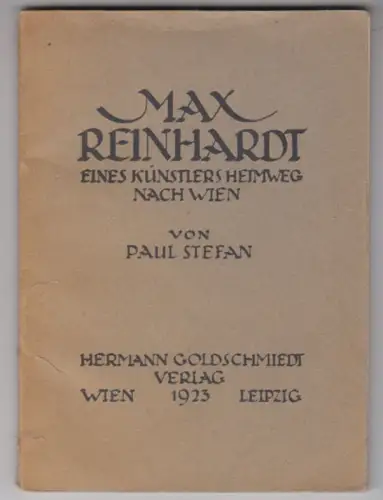 MAX
REINHARDT
EINES KÜNSTLERS HEIMWEG
NACH WIEN
VON
PAUL STEFAN
HERMANN GOLDSCHMIEDT
VERLAG
WIEN 1923 LEIPZIG